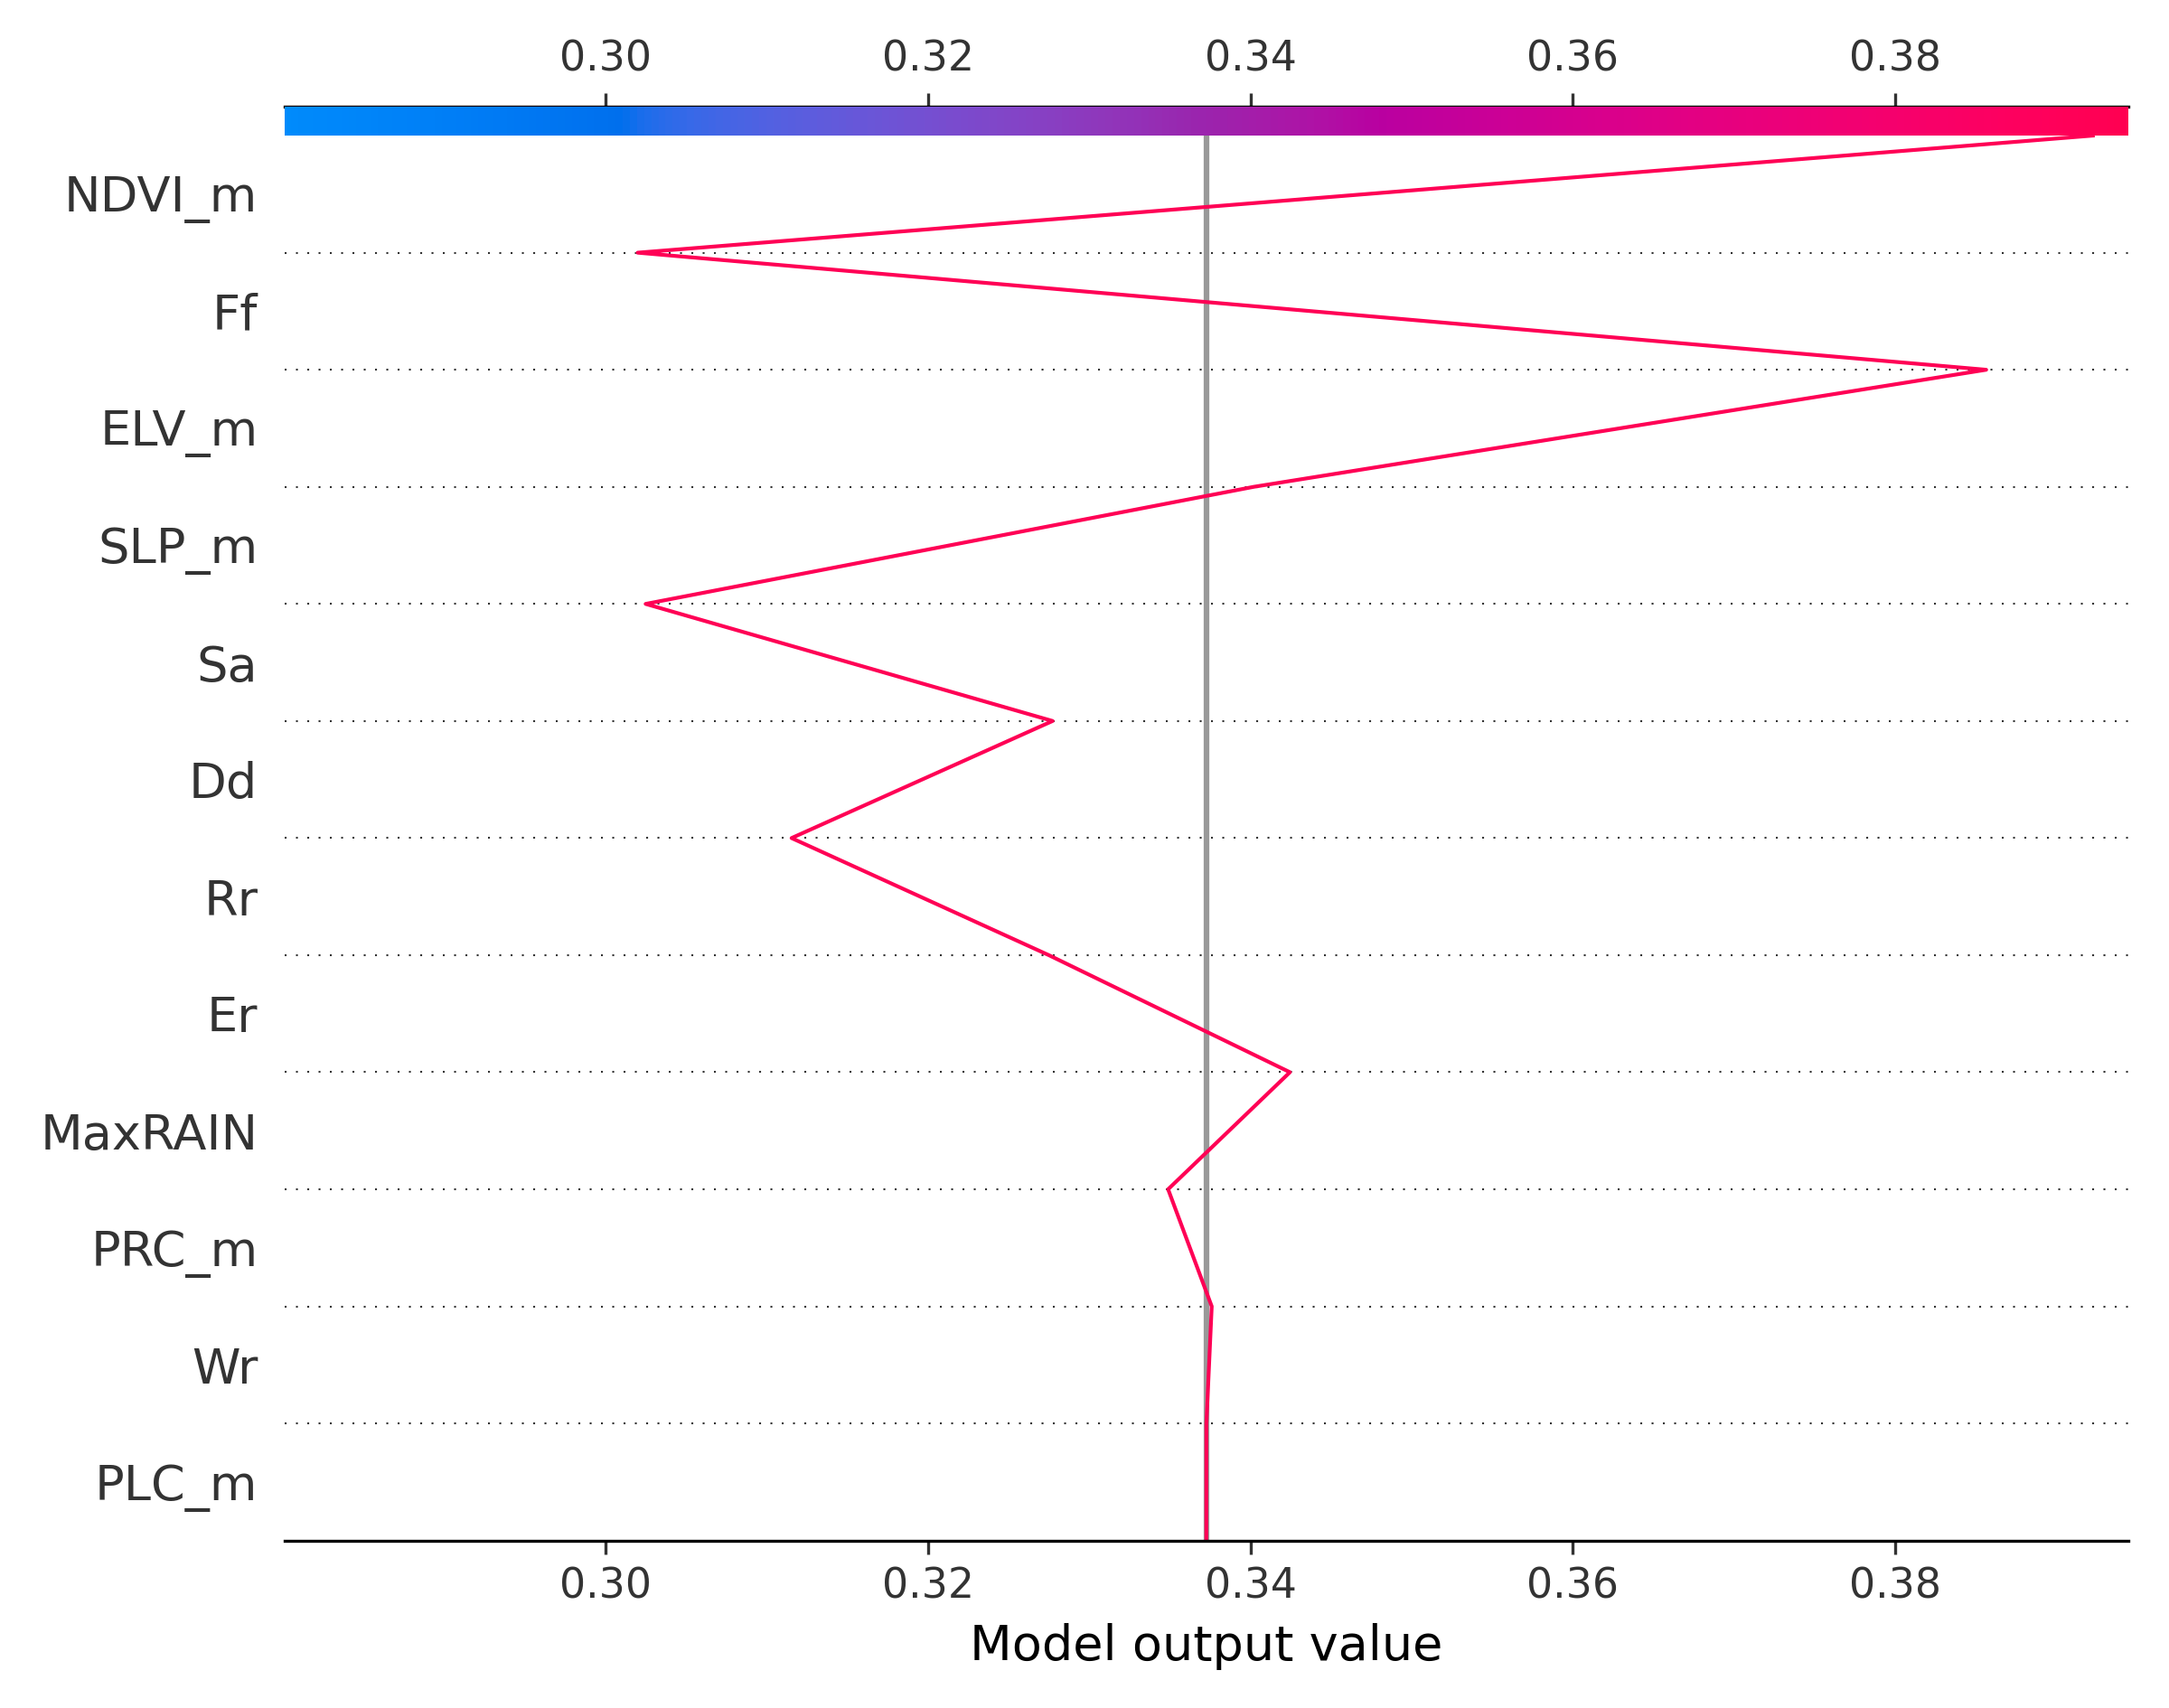 0.30 0.32 0.34 0.36 0.38
NDVI_m
Ff
ELV_m
SLP_m
Sa
Dd
Rr
Er
MaxRAIN
PRC_m
Wr
PLC_m
0.30 0.32 0.34 0.36 0.38
Model output value